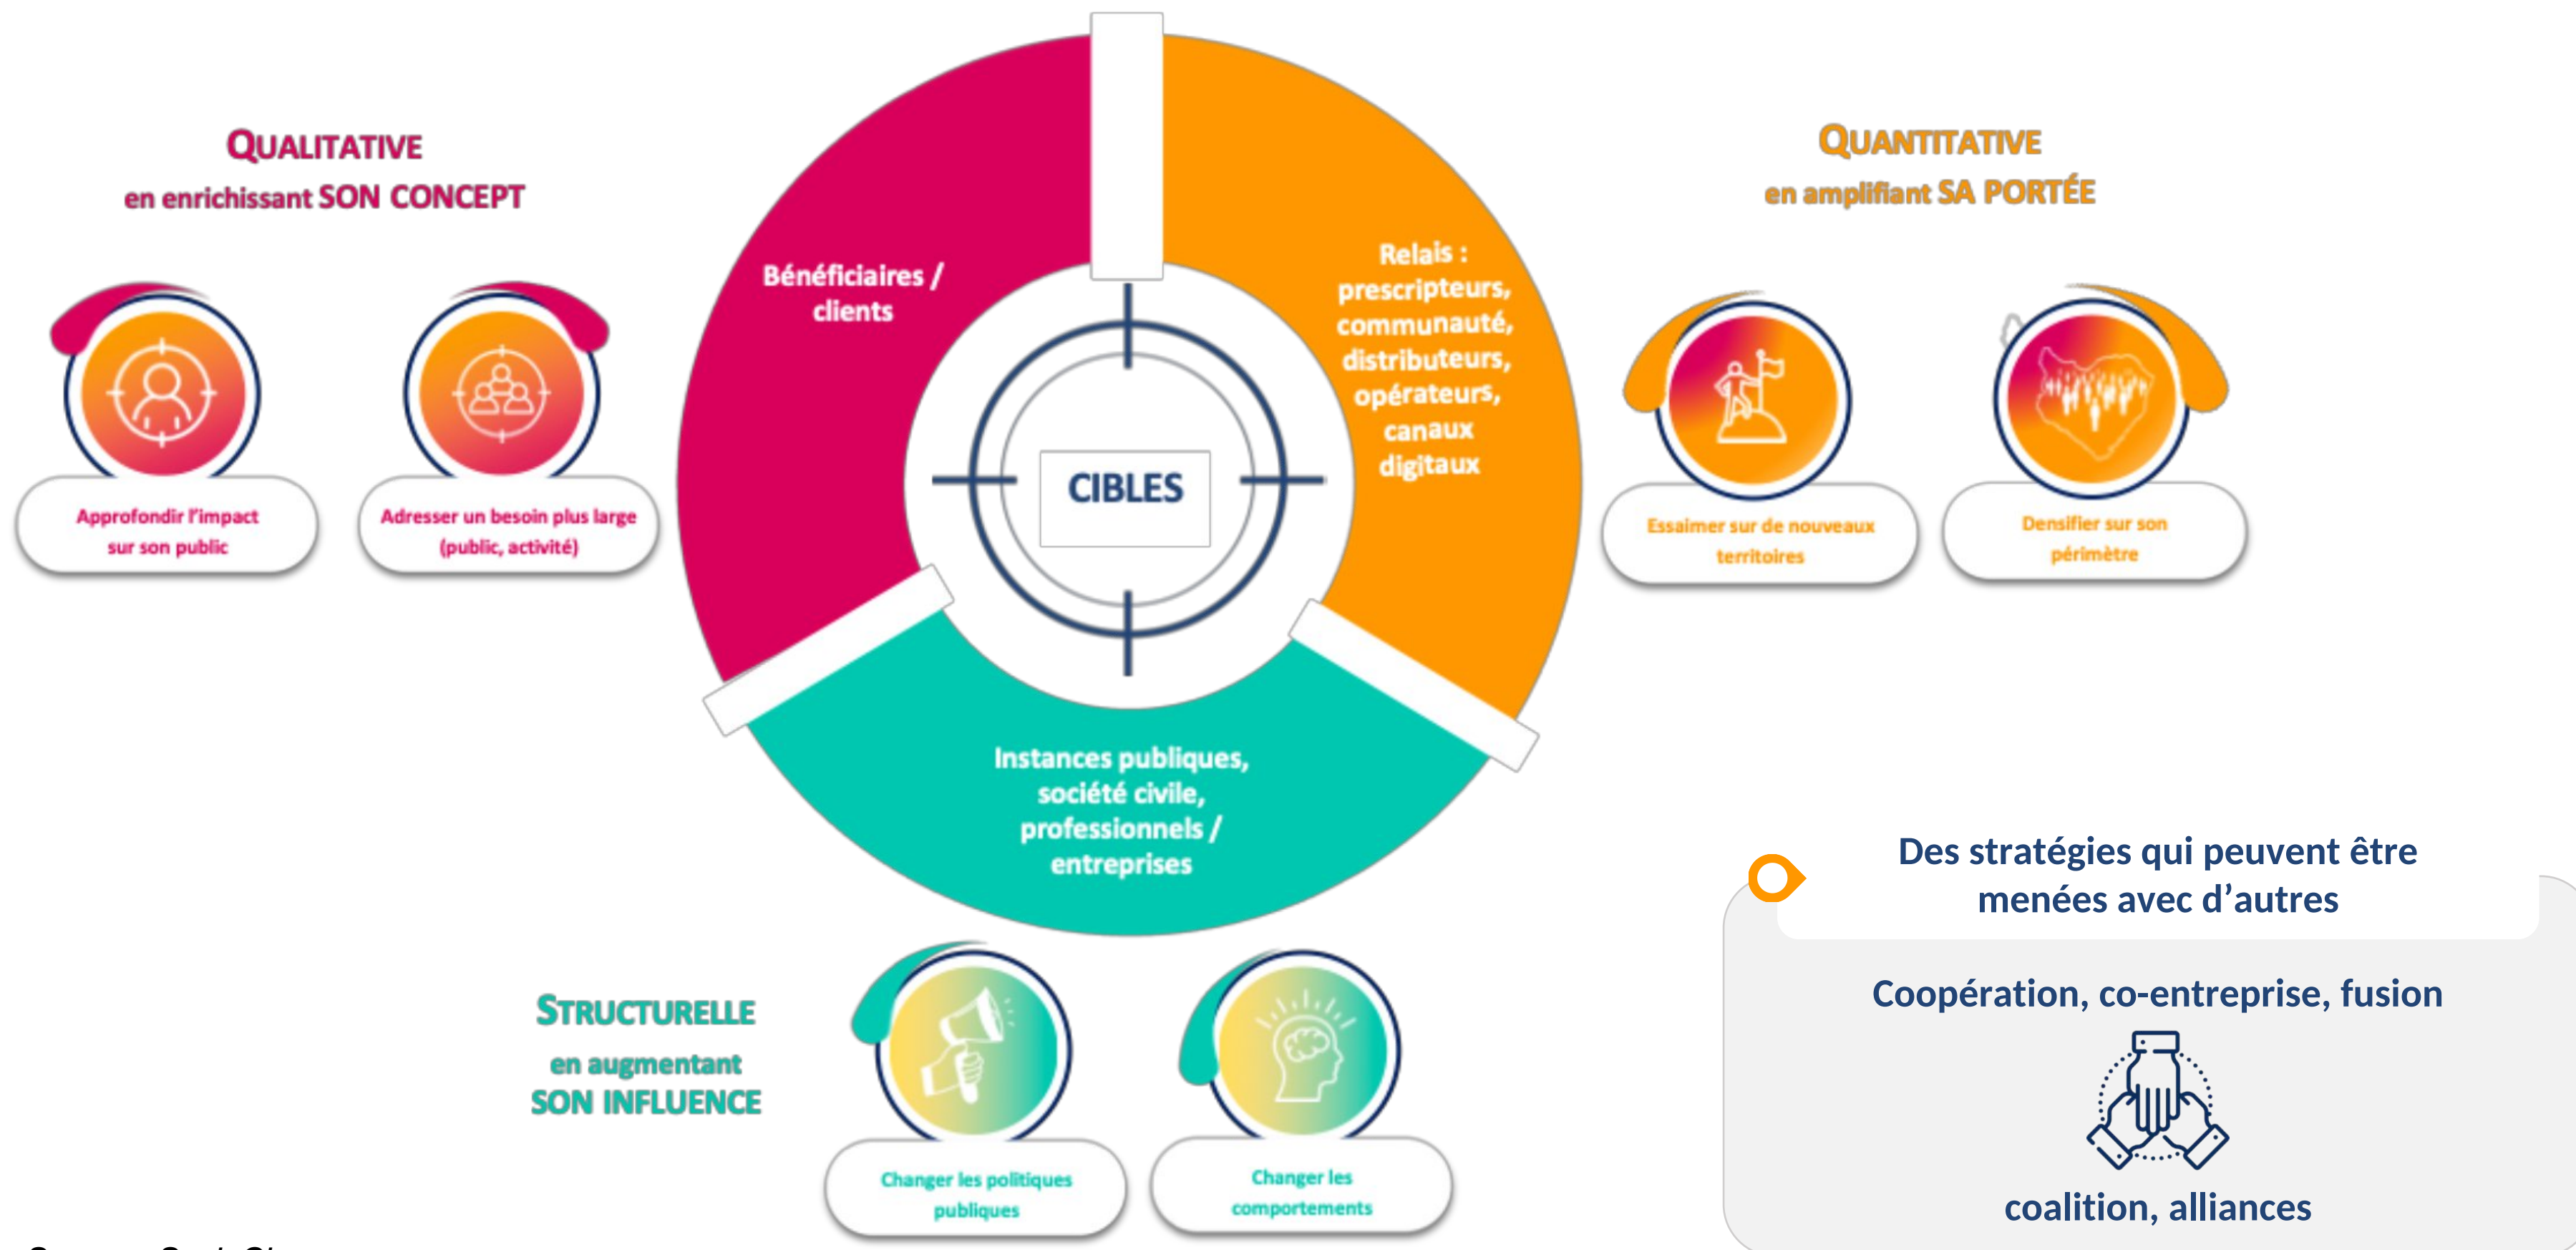 QUALITATIVE
en enrichissant SON CONCEPT
Approfondir l'impact
sur son public
Adresser un besoin plus large
(public, activité)
Bénéficiaires /
clients
CIBLES
Relais :
prescripteurs,
communauté,
distributeurs,
opérateurs,
canaux
digitaux
QUANTITATIVE
en amplifiant SA PORTÉE
Essaimer sur de nouveaux
territoires
Densifier sur son
périmètre
Instances publiques,
société civile,
professionnels /
entreprises
STRUCTURELLE
en augmentant
SON INFLUENCE
Changer les politiques
publiques
Changer les
comportements
Des stratégies qui peuvent être
menées avec d’autres
Coopération, co-entreprise, fusion
coalition, alliances